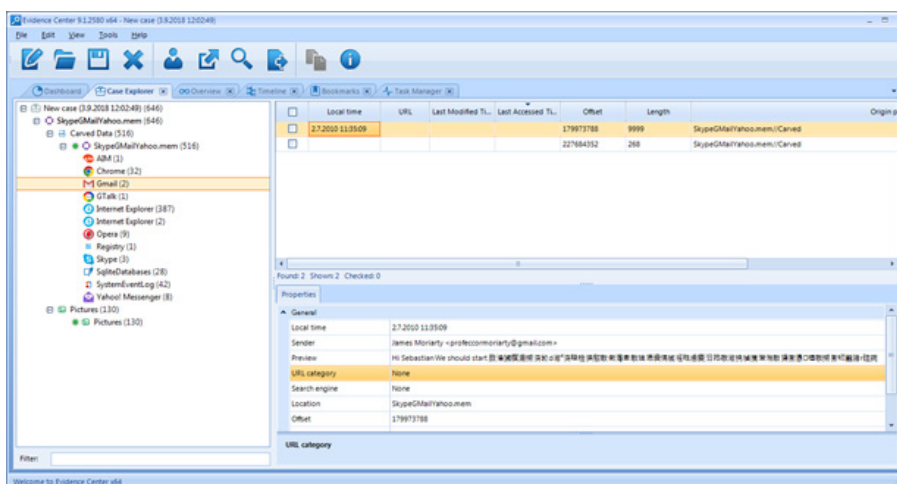 Evidence Center 9.1.2580 x64 - New case (3.9.2018 12:02:49)
File Edit View Tools Help
Dashboard Case Explorer Overview Timeline Bookmarks Task Manager
New case (3.9.2018 12:02:49) (646)
SkypeGMailYahoo.mem (646)
Carved Data (516)
SkypeGMailYahoo.mem (516)
AIM (1)
Chrome (32)
Gmail (2)
GTalk (1)
Internet Explorer (387)
Internet Explorer (2)
Opera (9)
Registry (1)
Skype (3)
SqliteDatabases (28)
SystemEventLog (42)
Yahoo! Messenger (8)
Pictures (130)
Pictures (130)
Filter:
Local time URL Last Modified Ti... Last Accessed Ti... Offset Length Origin p
2.7.2010 11:35:09 179973788 9999 SkypeGMailYahoo.mem://Carved
227684352 268 SkypeGMailYahoo.mem://Carved
Found: 2 Shown: 2 Checked: 0
Properties
General
Local time 2.7.2010 11:35:09
Sender James Moriarty <professormoriarty@gmail.com>
Preview Hi Sebastian We should start
URL category None
Search engine None
Location SkypeGMailYahoo.mem
Offset 179973788
URL category
Welcome to Evidence Center x64